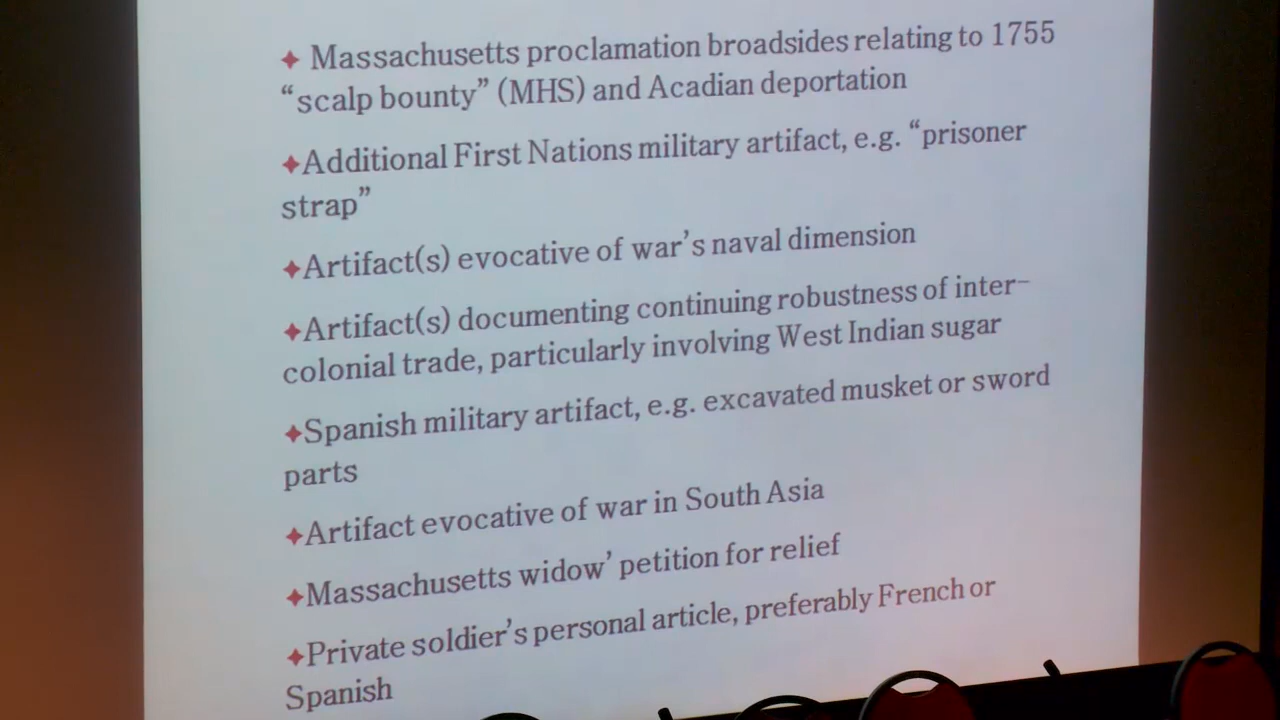 ✦ Massachusetts proclamation broadsides relating to 1755
“scalp bounty” (MHS) and Acadian deportation
✦Additional First Nations military artifact, e.g. “prisoner
strap”
✦Artifact(s) evocative of war’s naval dimension
✦Artifact(s) documenting continuing robustness of inter-
colonial trade, particularly involving West Indian sugar
✦Spanish military artifact, e.g. excavated musket or sword
parts
✦Artifact evocative of war in South Asia
✦Massachusetts widow’ petition for relief
✦Private soldier’s personal article, preferably French or
Spanish